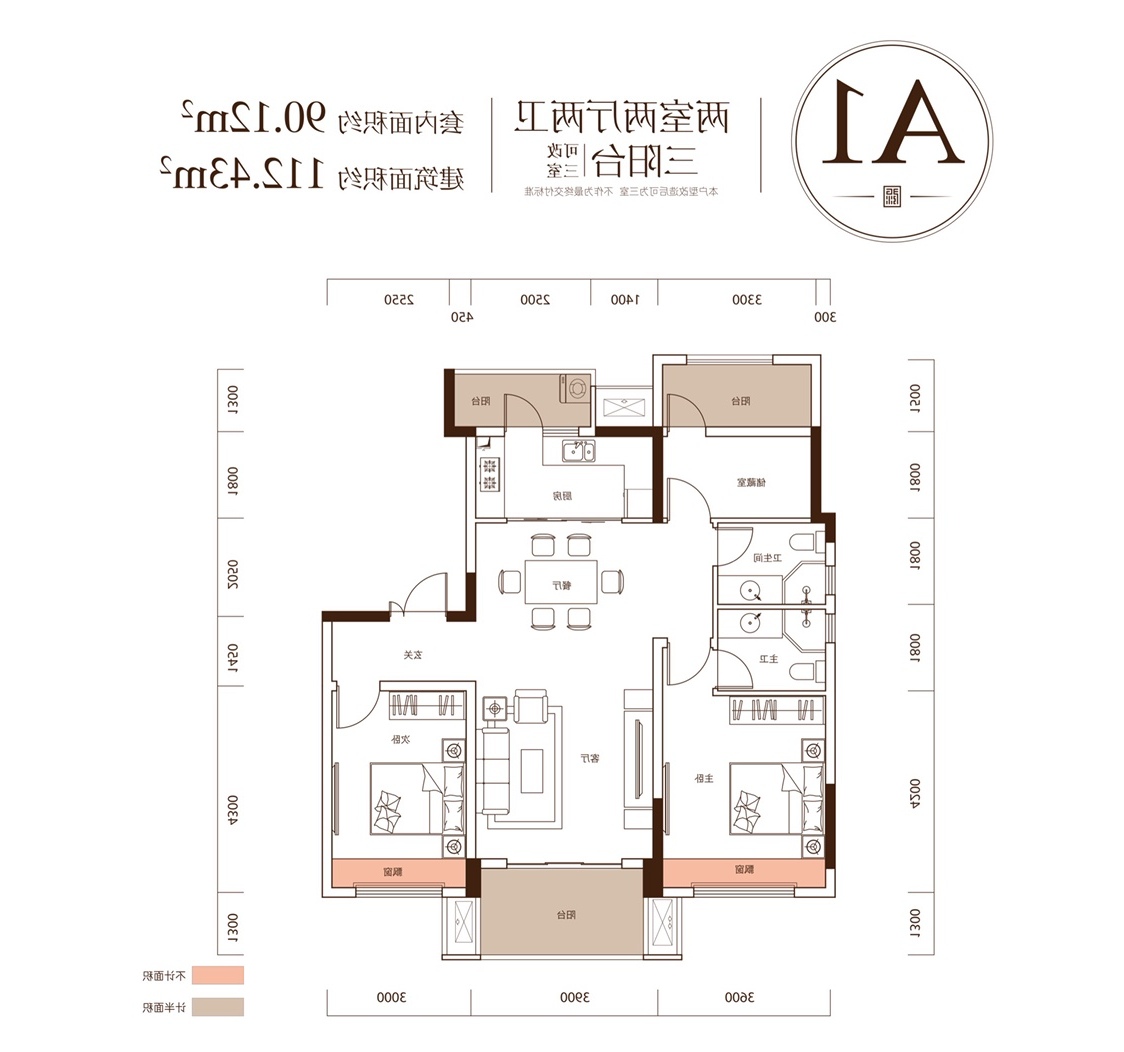 A1
两室两厅两卫
三阳台
可改
三室
本户型改造后可为三室 不作为最终交付标准
套内面积约 90.12m²
建筑面积约 112.43m²
3300
1400
2500
2550
300
450
1500
1800
1800
1800
4200
1300
1300
1800
2050
1450
4300
1300
阳台
阳台
储藏室
厨房
卫生间
餐厅
主卫
玄关
主卧
客厅
次卧
飘窗
飘窗
阳台
3600
3900
3000
不计面积
计半面积